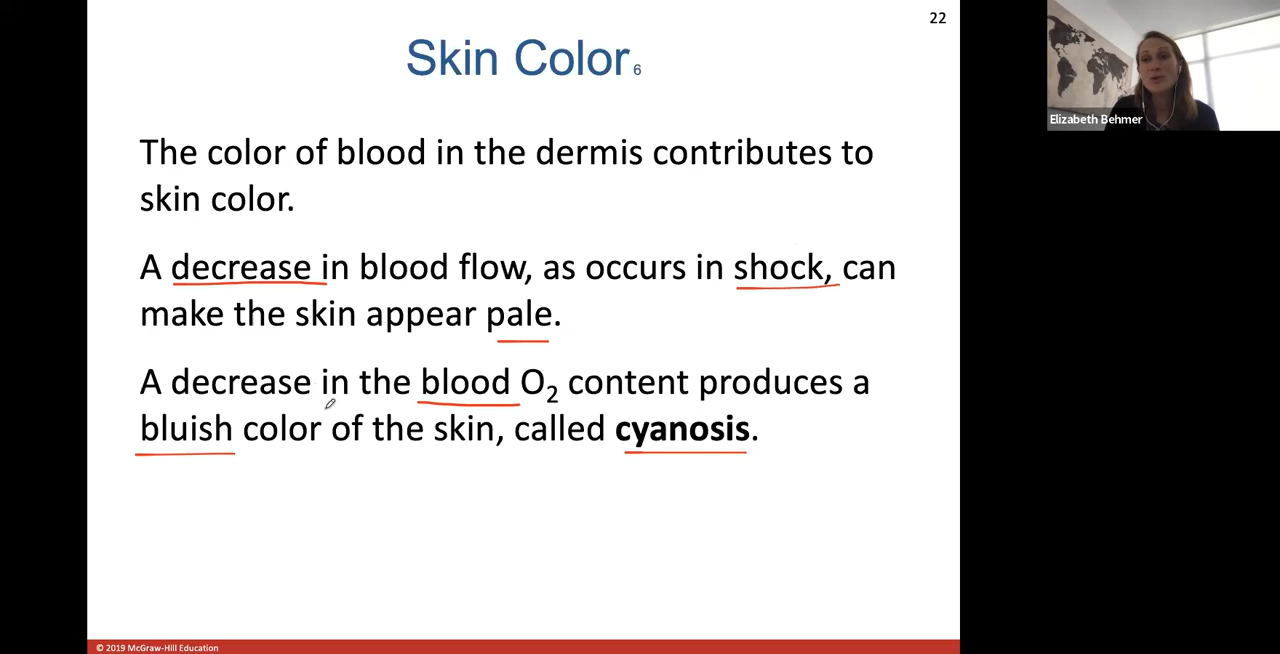 22
Skin Color 6
The color of blood in the dermis contributes to
skin color.
A decrease in blood flow, as occurs in shock, can
make the skin appear pale.
A decrease in the blood O₂ content produces a
bluish color of the skin, called cyanosis.
© 2019 McGraw-Hill Education
Elizabeth Behmer